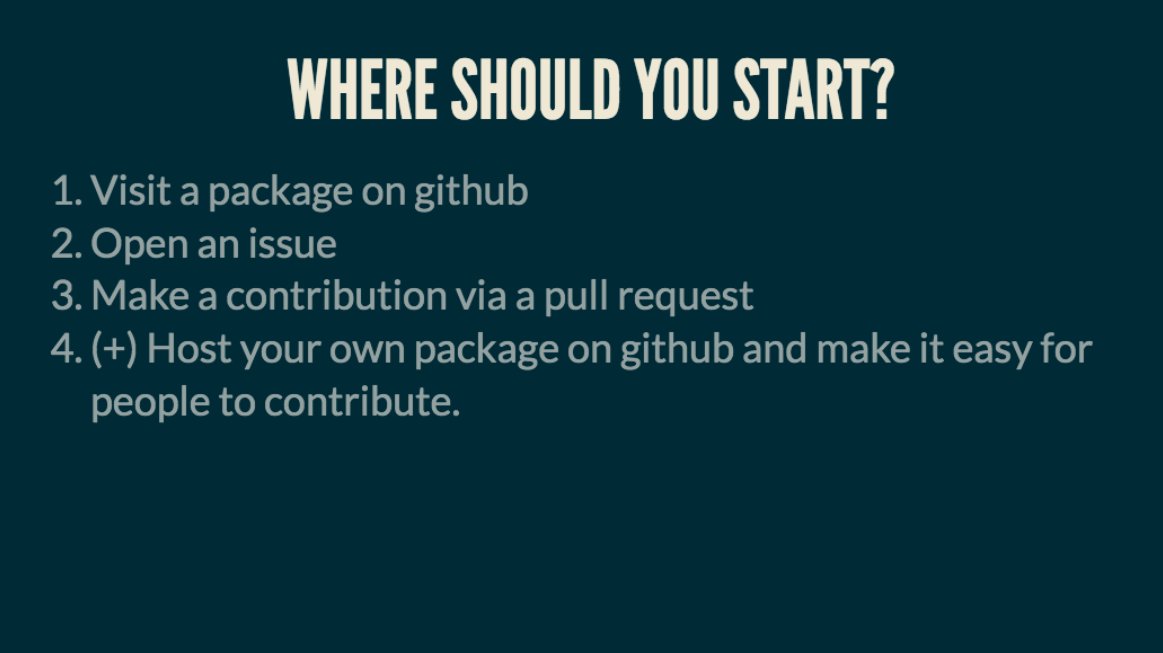 WHERE SHOULD YOU START?
1. Visit a package on github
2. Open an issue
3. Make a contribution via a pull request
4. (+) Host your own package on github and make it easy for
people to contribute.